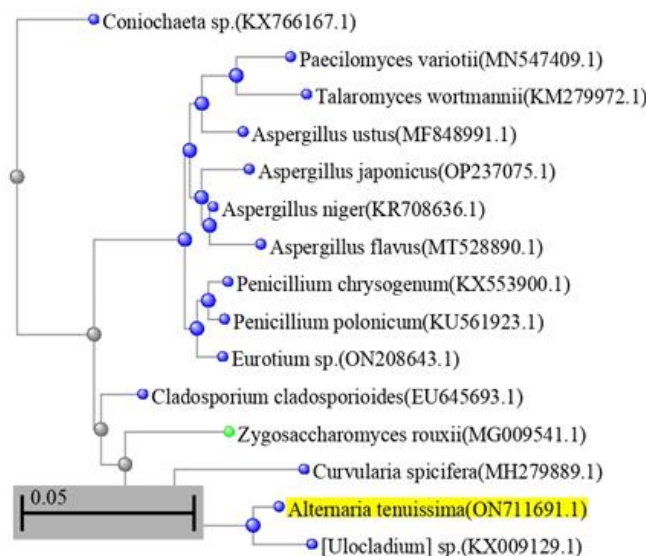 Coniochaeta sp.(KX766167.1)
Paecilomyces variotii(MN547409.1)
Talaromyces wortmannii(KM279972.1)
Aspergillus ustus(MF848991.1)
Aspergillus japonicus(OP237075.1)
Aspergillus niger(KR708636.1)
Aspergillus flavus(MT528890.1)
Penicillium chrysogenum(KX553900.1)
Penicillium polonicum(KU561923.1)
Eurotium sp.(ON208643.1)
Cladosporium cladosporioides(EU645693.1)
Zygosaccharomyces rouxii(MG009541.1)
Curvularia spicifera(MH279889.1)
0.05
Alternaria tenuissima(ON711691.1)
[Ulocladium] sp.(KX009129.1)